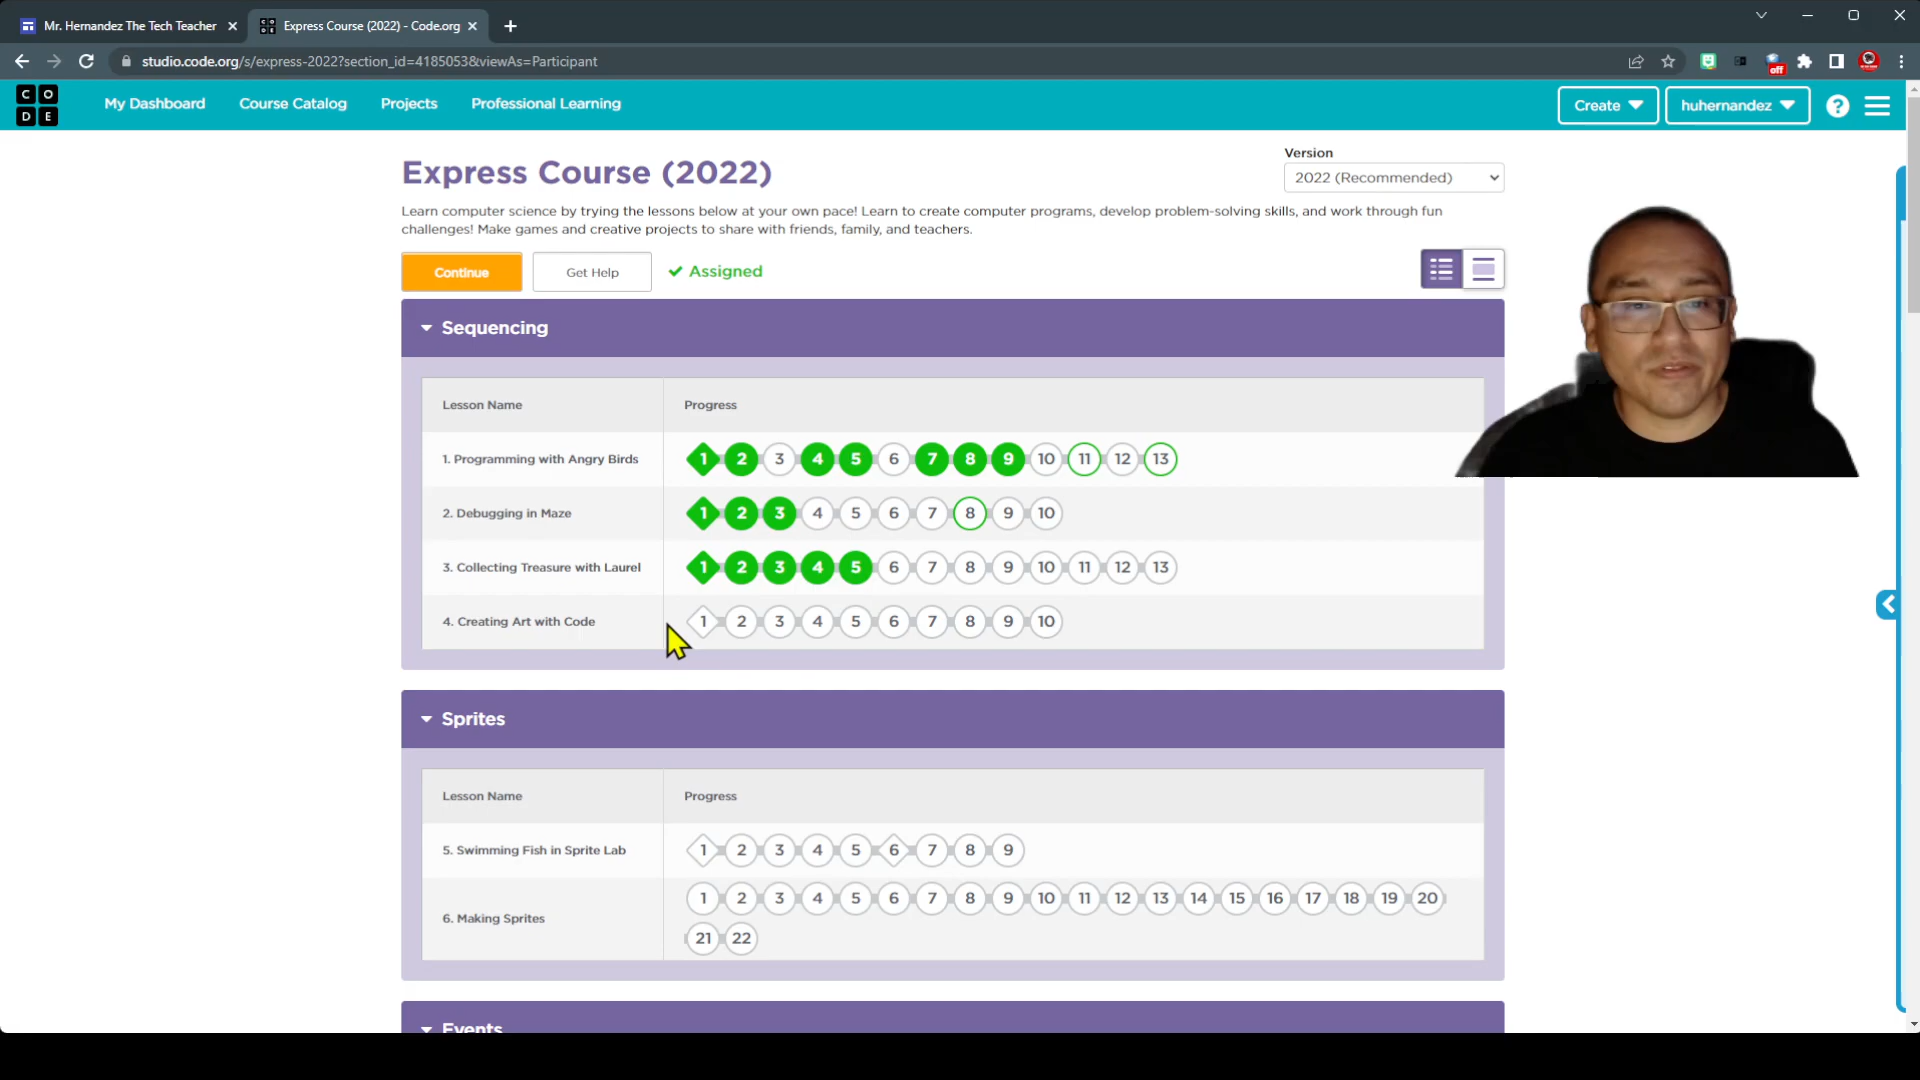 Mr. Hernandez The Tech Teacher
Express Course (2022) - Code.org
studio.code.org/s/express-2022?section_id=4185053&viewAs=Participant
off
C O
D E
My Dashboard
Course Catalog
Projects
Professional Learning
Create
huhernandez
?
Express Course (2022)
Version
2022 (Recommended)
Learn computer science by trying the lessons below at your own pace! Learn to create computer programs, develop problem-solving skills, and work through fun
challenges! Make games and creative projects to share with friends, family, and teachers.
Continue
Get Help
Assigned
Sequencing
Lesson Name
Progress
1. Programming with Angry Birds
1 2 3 4 5 6 7 8 9 10 11 12 13
2. Debugging in Maze
1 2 3 4 5 6 7 8 9 10
3. Collecting Treasure with Laurel
1 2 3 4 5 6 7 8 9 10 11 12 13
4. Creating Art with Code
1 2 3 4 5 6 7 8 9 10
Sprites
Lesson Name
Progress
5. Swimming Fish in Sprite Lab
1 2 3 4 5 6 7 8 9
6. Making Sprites
1 2 3 4 5 6 7 8 9 10 11 12 13 14 15 16 17 18 19 20
21 22
Events